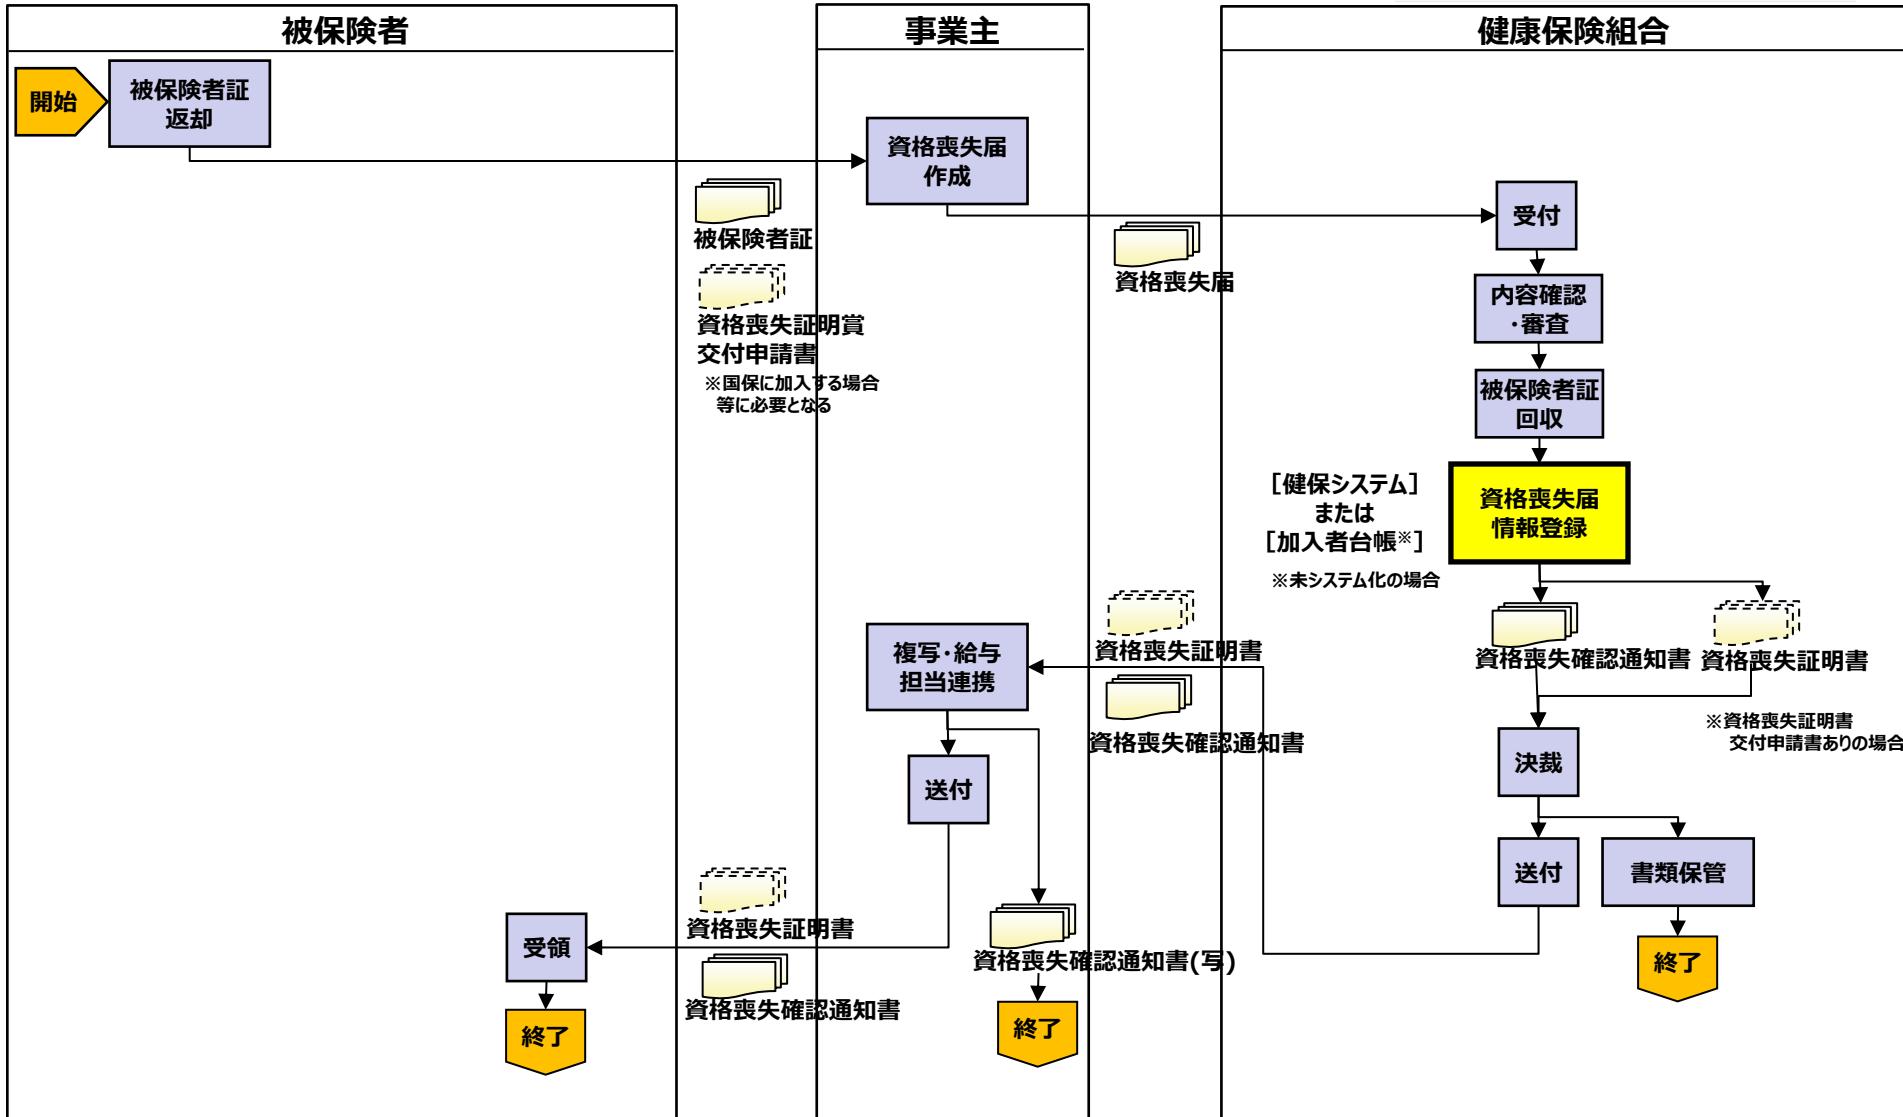 被保険者
事業主
健康保険組合
開始
被保険者証
返却
資格喪失届
作成
被保険者証
資格喪失証明賞
交付申請書
※国保に加入する場合
等に必要となる
資格喪失届
受付
内容確認
・審査
被保険者証
回収
［健保システム］
または
［加入者台帳※］
※未システム化の場合
資格喪失届
情報登録
資格喪失確認通知書
資格喪失証明書
※資格喪失証明書
交付申請書ありの場合
決裁
送付
書類保管
終了
資格喪失証明書
資格喪失確認通知書
複写・給与
担当連携
送付
資格喪失確認通知書(写)
終了
資格喪失証明書
資格喪失確認通知書
受領
終了